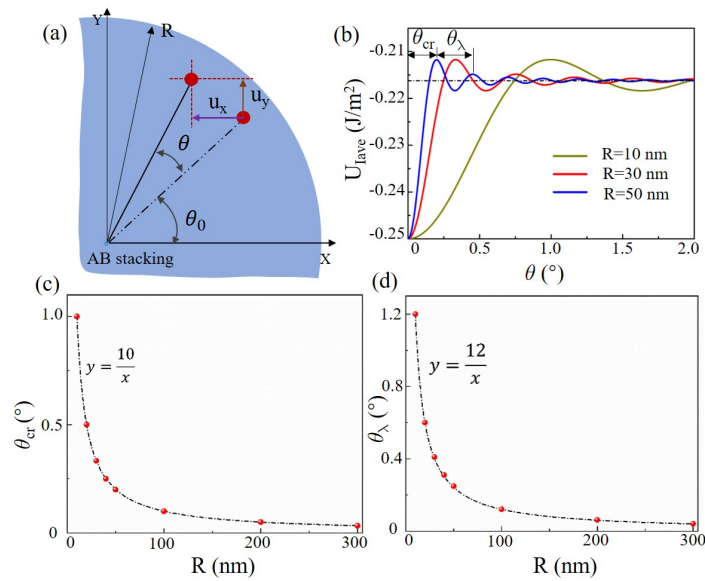 (a)
Y
R
u_x
u_y
θ
θ_0
AB stacking
X
(b)
θ_cr θ_λ
-0.21
-0.22
-0.23
-0.24
-0.25
U_Iave (J/m²)
R=10 nm
R=30 nm
R=50 nm
0 0.5 1.0 1.5 2.0
θ (°)
(c)
1.0
0.5
0
θ_cr (°)
y = 10/x
0 100 200 300
R (nm)
(d)
1.2
0.8
0.4
0
θ_λ (°)
y = 12/x
0 100 200 300
R (nm)